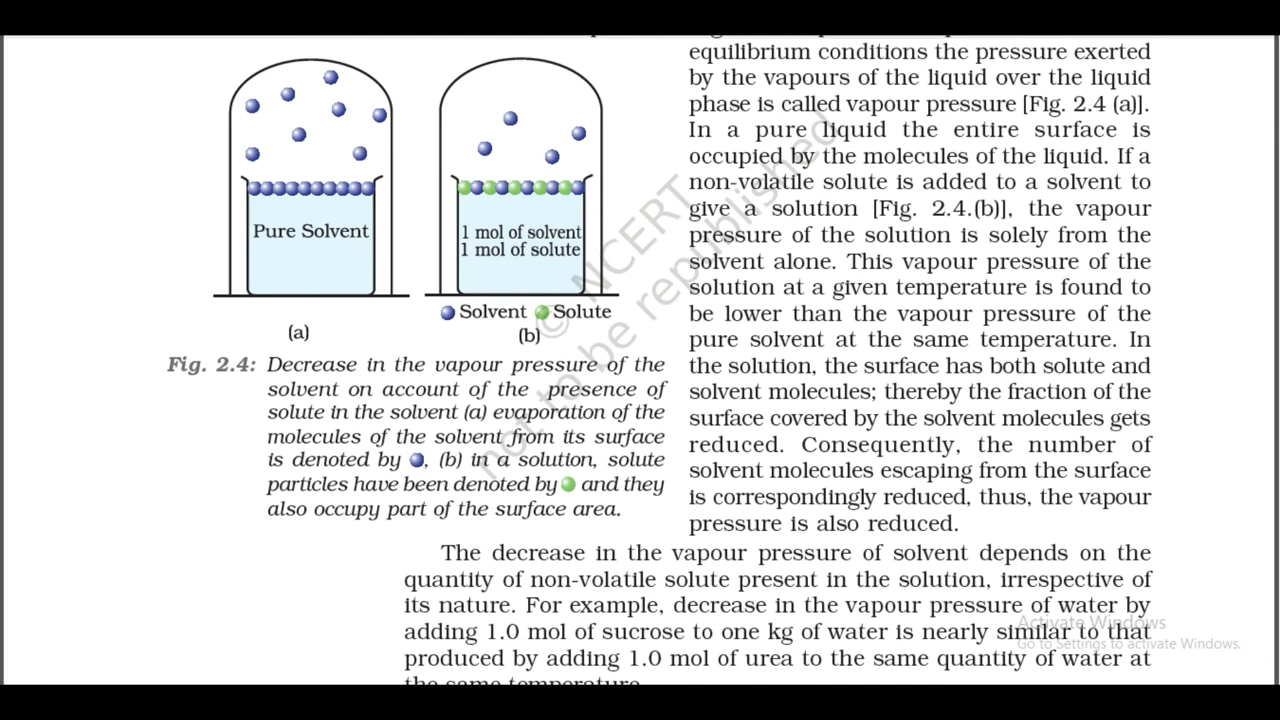 equilibrium conditions the pressure exerted
by the vapours of the liquid over the liquid
phase is called vapour pressure [Fig. 2.4 (a)].
In a pure liquid the entire surface is
occupied by the molecules of the liquid. If a
non-volatile solute is added to a solvent to
give a solution [Fig. 2.4.(b)], the vapour
pressure of the solution is solely from the
solvent alone. This vapour pressure of the
solution at a given temperature is found to
be lower than the vapour pressure of the
pure solvent at the same temperature. In
the solution, the surface has both solute and
solvent molecules; thereby the fraction of the
surface covered by the solvent molecules gets
reduced. Consequently, the number of
solvent molecules escaping from the surface
is correspondingly reduced, thus, the vapour
pressure is also reduced.
Pure Solvent
1 mol of solvent
1 mol of solute
Solvent Solute
(a)
(b)
Fig. 2.4: Decrease in the vapour pressure of the
solvent on account of the presence of
solute in the solvent (a) evaporation of the
molecules of the solvent from its surface
is denoted by , (b) in a solution, solute
particles have been denoted by and they
also occupy part of the surface area.
The decrease in the vapour pressure of solvent depends on the
quantity of non-volatile solute present in the solution, irrespective of
its nature. For example, decrease in the vapour pressure of water by
adding 1.0 mol of sucrose to one kg of water is nearly similar to that
produced by adding 1.0 mol of urea to the same quantity of water at
the same temperature.
© NCERT
not to be republished
Activate Windows
Go to Settings to activate Windows.